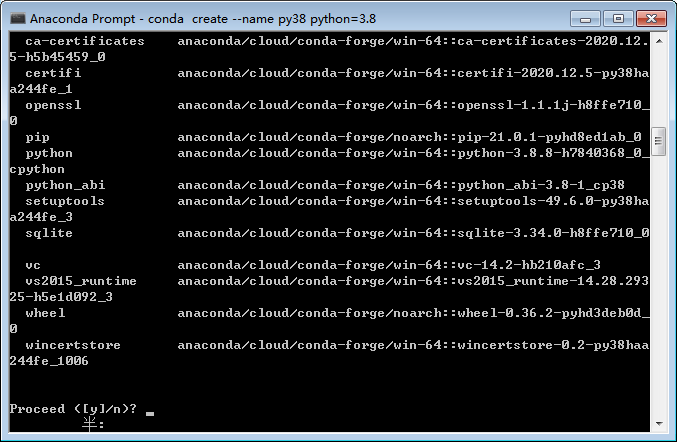 Anaconda Prompt - conda  create --name py38 python=3.8
ca-certificates    anaconda/cloud/conda-forge/win-64::ca-certificates-2020.12.
5-h5b45459_0
certifi            anaconda/cloud/conda-forge/win-64::certifi-2020.12.5-py38ha
a244fe_1
openssl            anaconda/cloud/conda-forge/win-64::openssl-1.1.1j-h8ffe710_
0
pip                anaconda/cloud/conda-forge/noarch::pip-21.0.1-pyhd8ed1ab_0
python             anaconda/cloud/conda-forge/win-64::python-3.8.8-h7840368_0_
cpython
python_abi         anaconda/cloud/conda-forge/win-64::python_abi-3.8-1_cp38
setuptools         anaconda/cloud/conda-forge/win-64::setuptools-49.6.0-py38ha
a244fe_3
sqlite             anaconda/cloud/conda-forge/win-64::sqlite-3.34.0-h8ffe710_0
vc                 anaconda/cloud/conda-forge/win-64::vc-14.2-hb210afc_3
vs2015_runtime     anaconda/cloud/conda-forge/win-64::vs2015_runtime-14.28.293
25-h5e1d092_3
wheel              anaconda/cloud/conda-forge/noarch::wheel-0.36.2-pyhd3deb0d_
0
wincertstore       anaconda/cloud/conda-forge/win-64::wincertstore-0.2-py38haa
244fe_1006
Proceed ([y]/n)? _
半: